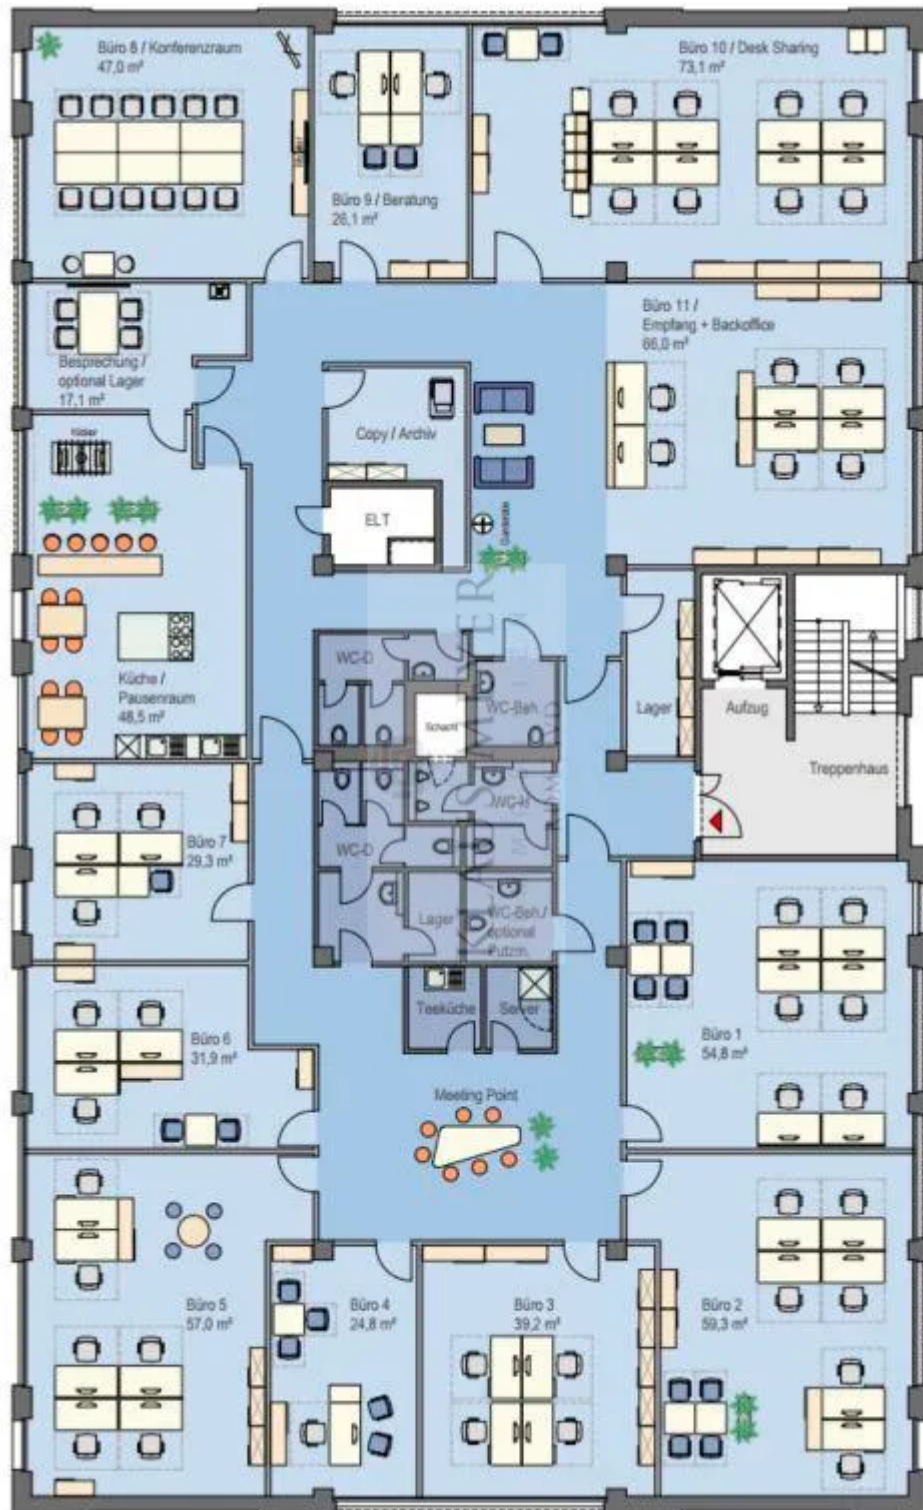 Büro 8 / Konferenzraum
47,0 m²
Büro 9 / Beratung
26,1 m²
Büro 10 / Desk Sharing
73,1 m²
Besprechung /
optional Lager
17,1 m²
Büro 11 /
Empfang + Backoffice
66,0 m²
Copy / Archiv
ELT
Garderobe
Küche /
Pausenraum
48,5 m²
WC-D
Schacht
WC-Beh.
Lager
Aufzug
Treppenhaus
WC-H
WC-D
Lager
WC-Beh./
optional
Putzm.
Büro 7
29,3 m²
Büro 6
31,9 m²
Teeküche
Server
Büro 1
54,8 m²
Meeting Point
Büro 5
57,0 m²
Büro 4
24,8 m²
Büro 3
39,2 m²
Büro 2
59,3 m²